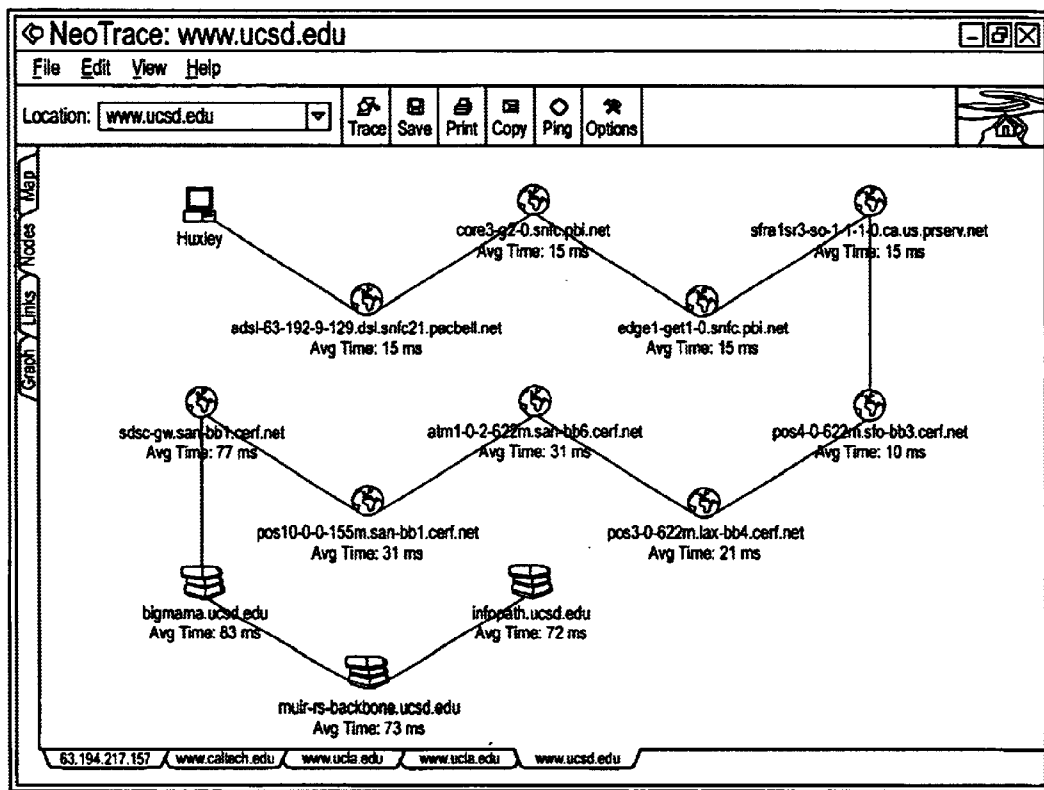 NeoTrace: www.ucsd.edu
File Edit View Help
Location: www.ucsd.edu
Trace Save Print Copy Ping Options
Map
Nodes
Links
Graph
Huxley
core3-g2-0.snfc.pbi.net
Avg Time: 15 ms
sfra1sr3-so-1-1-1-0.ca.us.prserv.net
Avg Time: 15 ms
adsl-63-192-9-129.dsl.snfc21.pacbell.net
Avg Time: 15 ms
edge1-get1-0.snfc.pbi.net
Avg Time: 15 ms
sdsc-gw.san-bb1.cerf.net
Avg Time: 77 ms
atm1-0-2-622m.san-bb6.cerf.net
Avg Time: 31 ms
pos4-0-622m.sfo-bb3.cerf.net
Avg Time: 10 ms
pos10-0-0-155m.san-bb1.cerf.net
Avg Time: 31 ms
pos3-0-622m.lax-bb4.cerf.net
Avg Time: 21 ms
bigmama.ucsd.edu
Avg Time: 83 ms
infopath.ucsd.edu
Avg Time: 72 ms
muir-rs-backbone.ucsd.edu
Avg Time: 73 ms
63.194.217.157 www.caltech.edu www.ucla.edu www.ucla.edu www.ucsd.edu